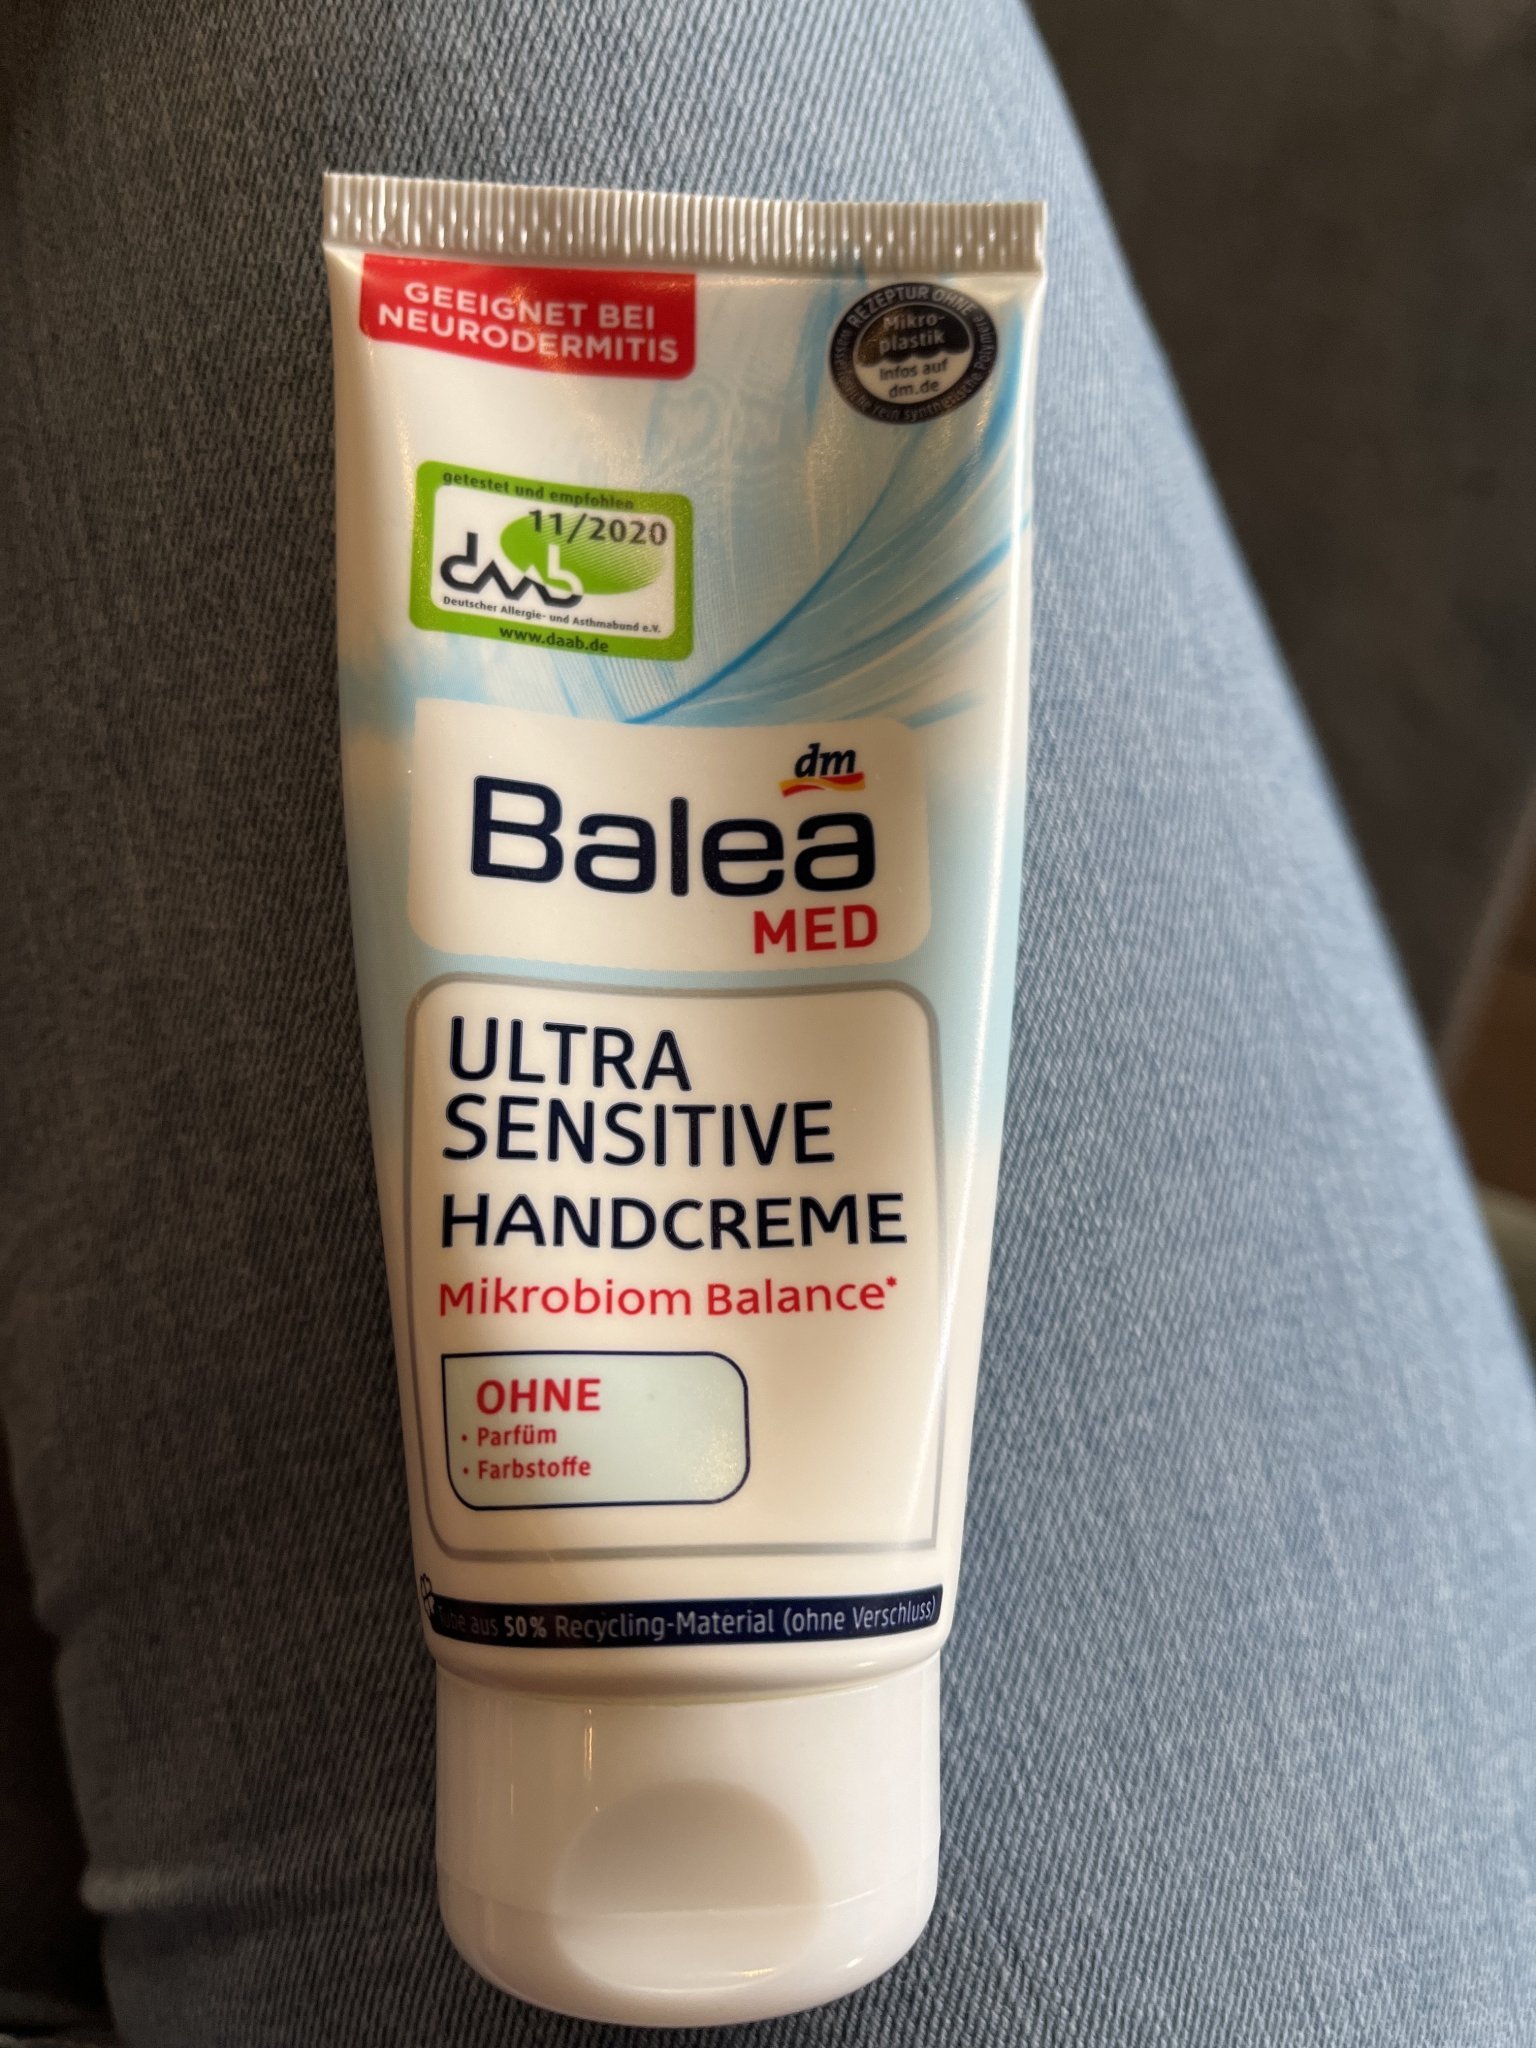 GEEIGNET BEI
NEURODERMITIS
REZEPTUR OHNE
Mikro-
plastik
Infos auf
dm.de
getestet und empfohlen
11/2020
daab
Deutscher Allergie- und Asthmabund e.V.
www.daab.de
dm
Balea
MED
ULTRA
SENSITIVE
HANDCREME
Mikrobiom Balance*
OHNE
• Parfüm
• Farbstoffe
Tube aus 50% Recycling-Material (ohne Verschluss)